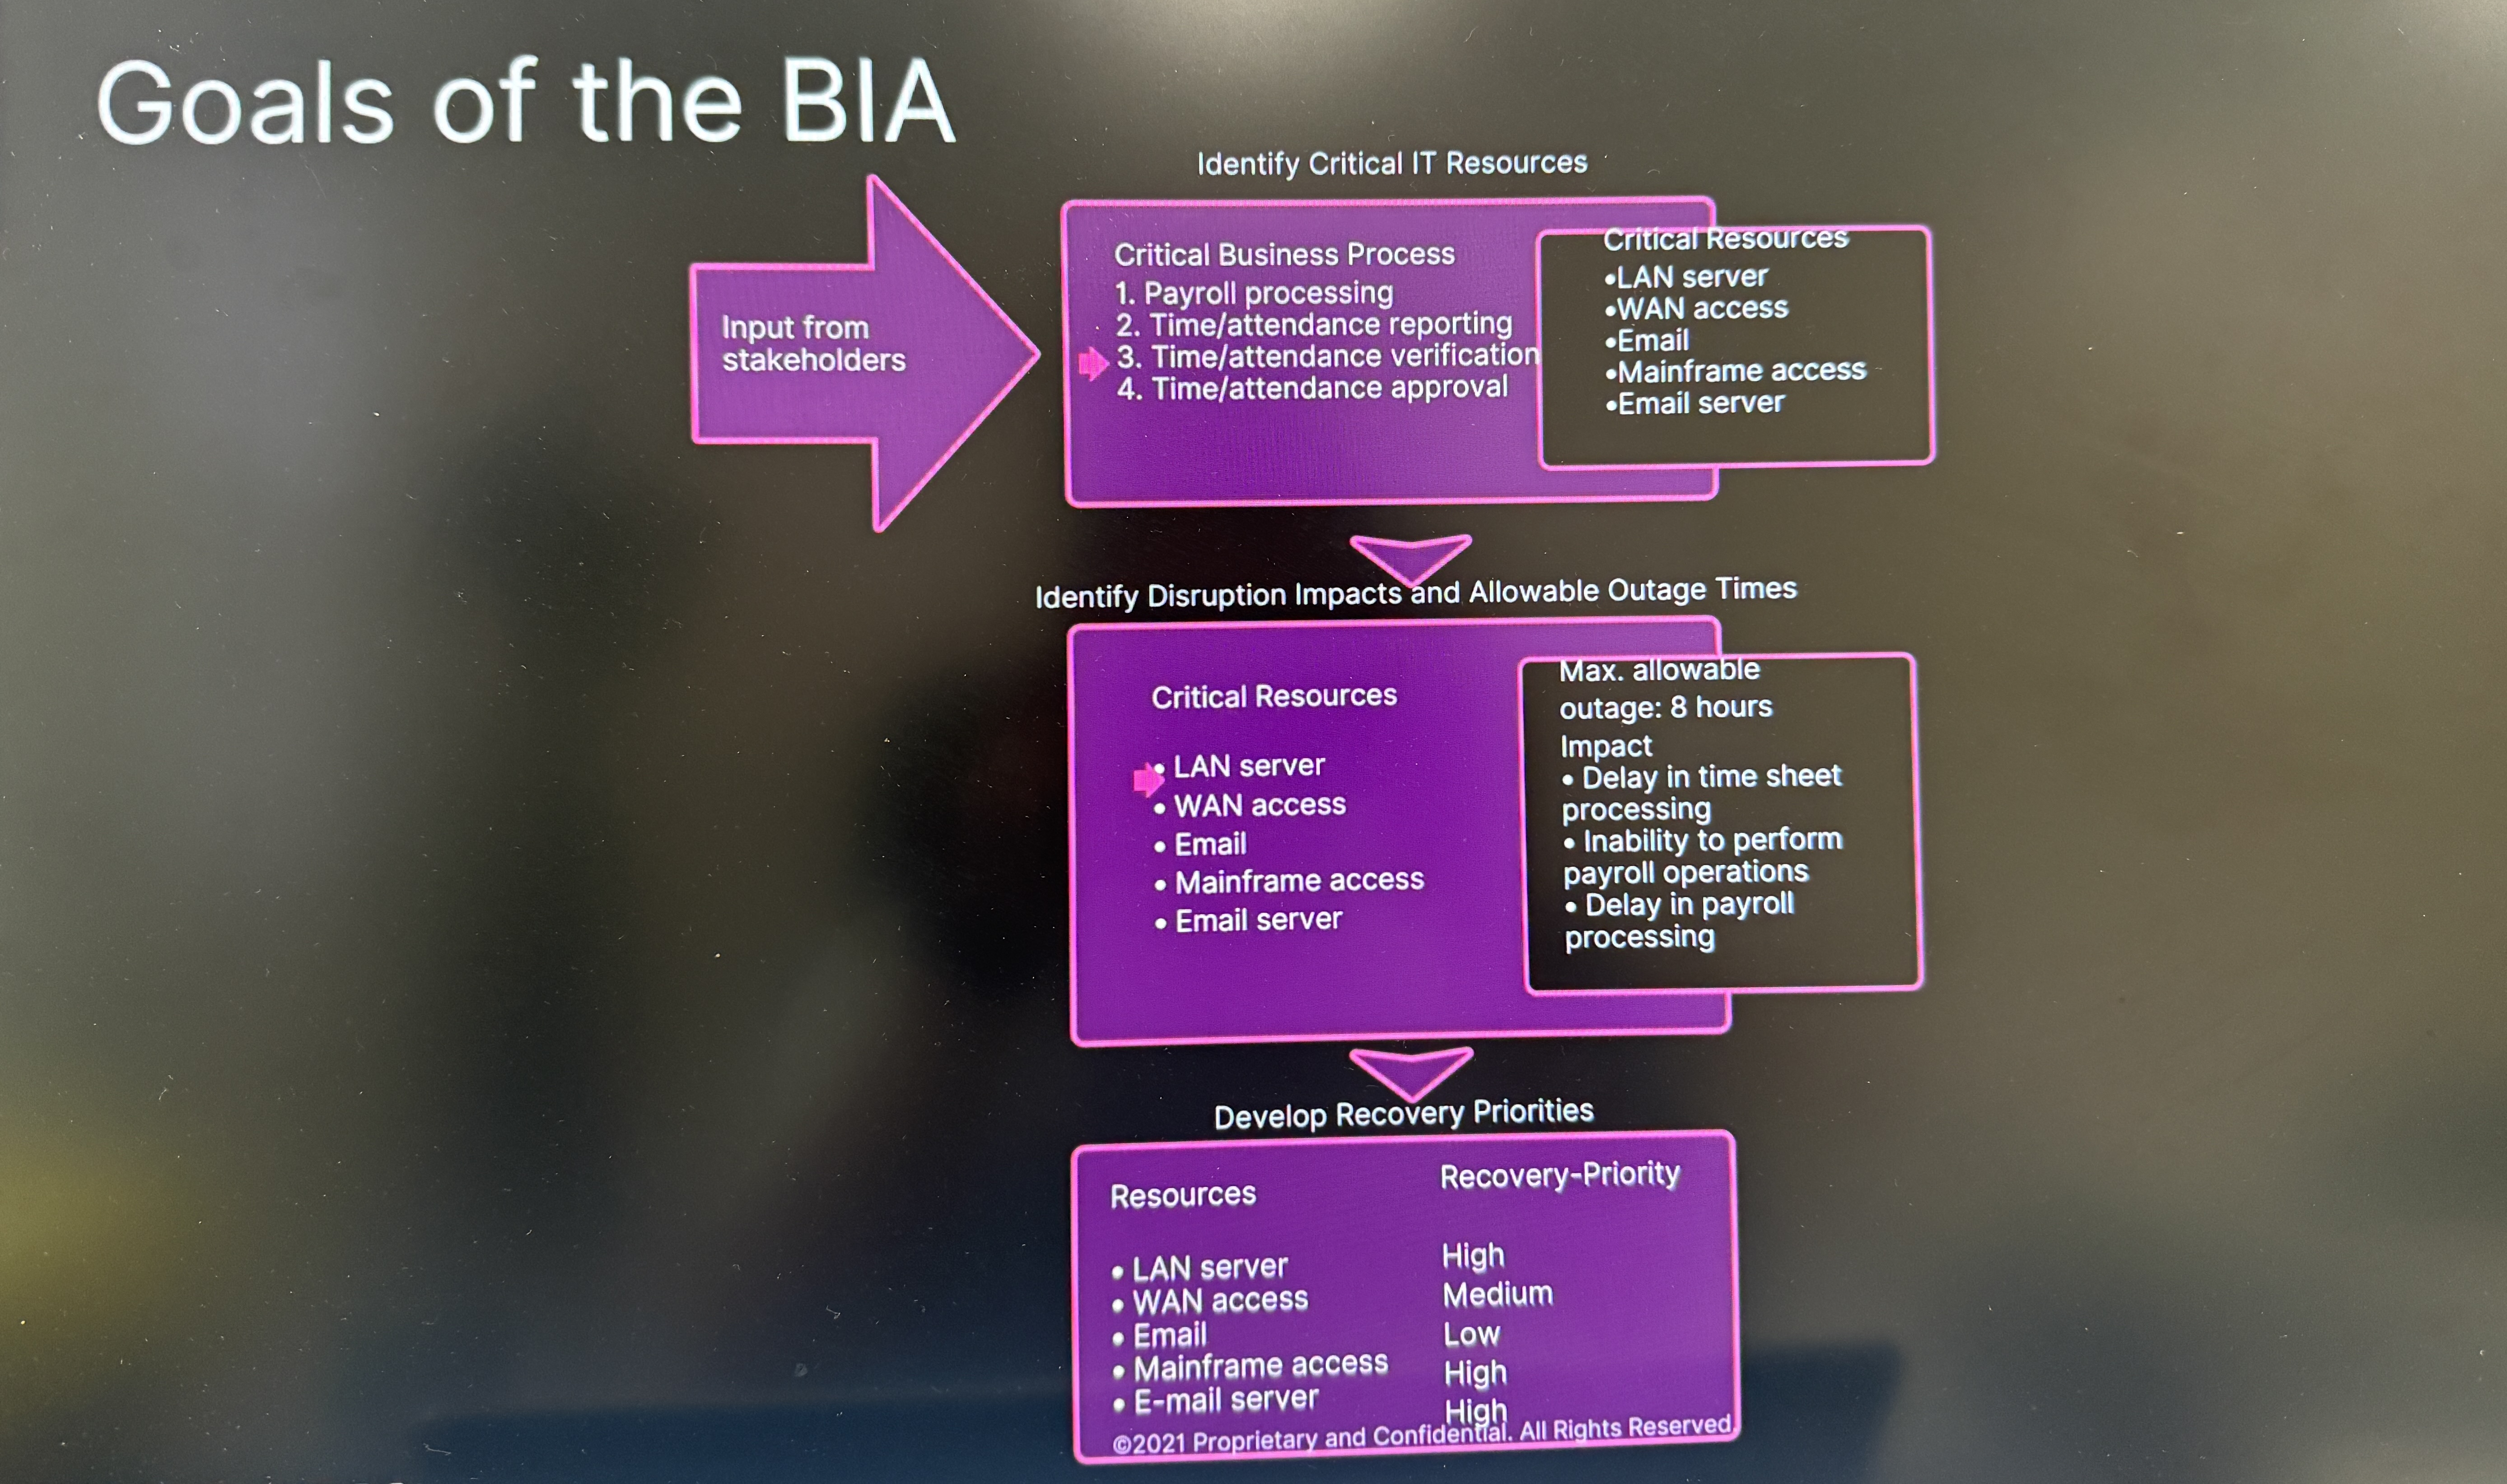 Goals of the BIA
Input from
stakeholders
Identify Critical IT Resources
Critical Business Process
1. Payroll processing
2. Time/attendance reporting
3. Time/attendance verification
4. Time/attendance approval
Critical Resources
•LAN server
•WAN access
•Email
•Mainframe access
•Email server
Identify Disruption Impacts and Allowable Outage Times
Critical Resources
• LAN server
• WAN access
• Email
• Mainframe access
• Email server
Max. allowable
outage: 8 hours
Impact
• Delay in time sheet
processing
• Inability to perform
payroll operations
• Delay in payroll
processing
Develop Recovery Priorities
Resources
• LAN server
• WAN access
• Email
• Mainframe access
• E-mail server
Recovery-Priority
High
Medium
Low
High
High
©2021 Proprietary and Confidential. All Rights Reserved.